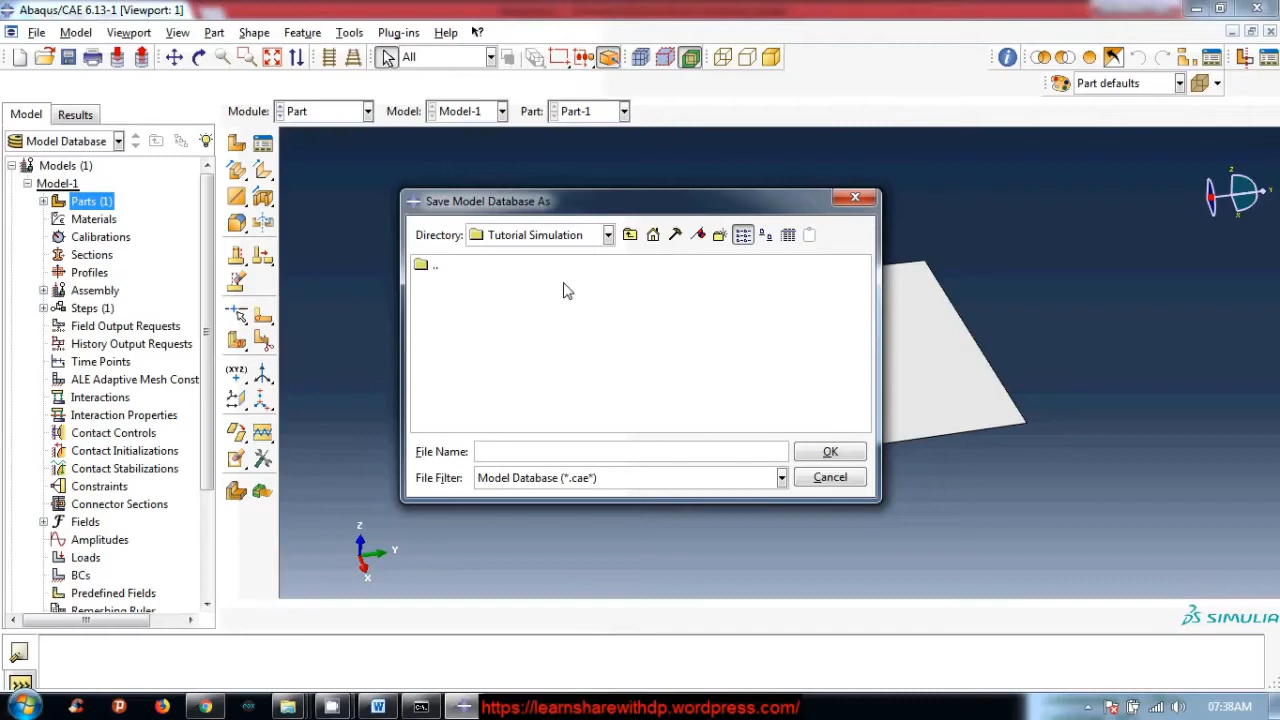 Abaqus/CAE 6.13-1 [Viewport: 1]
File Model Viewport View Part Shape Feature Tools Plug-ins Help
All
Part defaults
Model Results Module: Part Model: Model-1 Part: Part-1
Model Database
Models (1)
Model-1
Parts (1)
Materials
Calibrations
Sections
Profiles
Assembly
Steps (1)
Field Output Requests
History Output Requests
Time Points
ALE Adaptive Mesh Const
Interactions
Interaction Properties
Contact Controls
Contact Initializations
Contact Stabilizations
Constraints
Connector Sections
Fields
Amplitudes
Loads
BCs
Predefined Fields
Remeshing Rules
(XYZ)
Save Model Database As
Directory: Tutorial Simulation
..
File Name: OK
File Filter: Model Database (*.cae*) Cancel
Z
Y
X
Z
Y
X
SIMULIA
>>>
https://learnsharewithdp.wordpress.com/
07:38AM